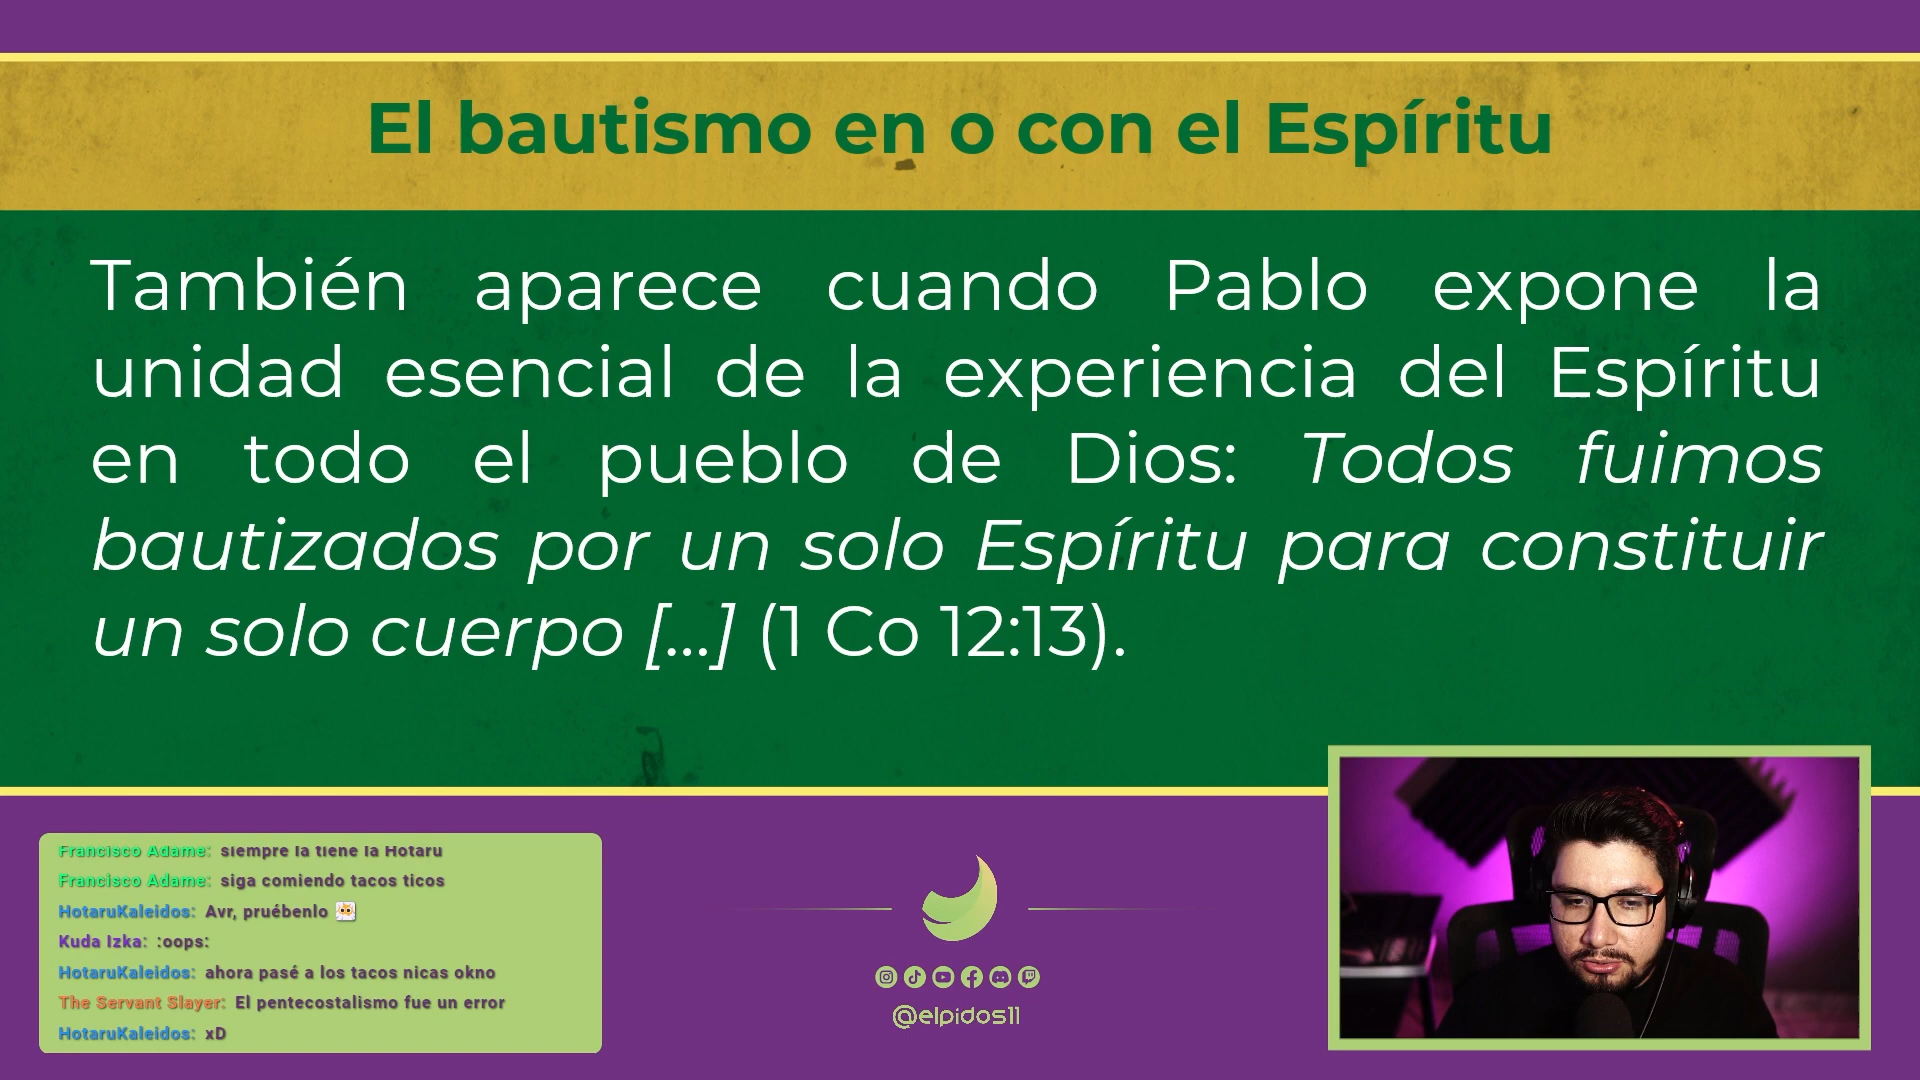 El bautismo en o con el Espíritu
También aparece cuando Pablo expone la
unidad esencial de la experiencia del Espíritu
en todo el pueblo de Dios: Todos fuimos
bautizados por un solo Espíritu para constituir
un solo cuerpo [...] (1 Co 12:13).
Francisco Adame: siempre la tiene la Hotaru
Francisco Adame: siga comiendo tacos ticos
HotaruKaleidos: Avr, pruébenlo
Kuda Izka: :oops:
HotaruKaleidos: ahora pasé a los tacos nicas okno
The Servant Slayer: El pentecostalismo fue un error
HotaruKaleidos: xD
@elpidos11